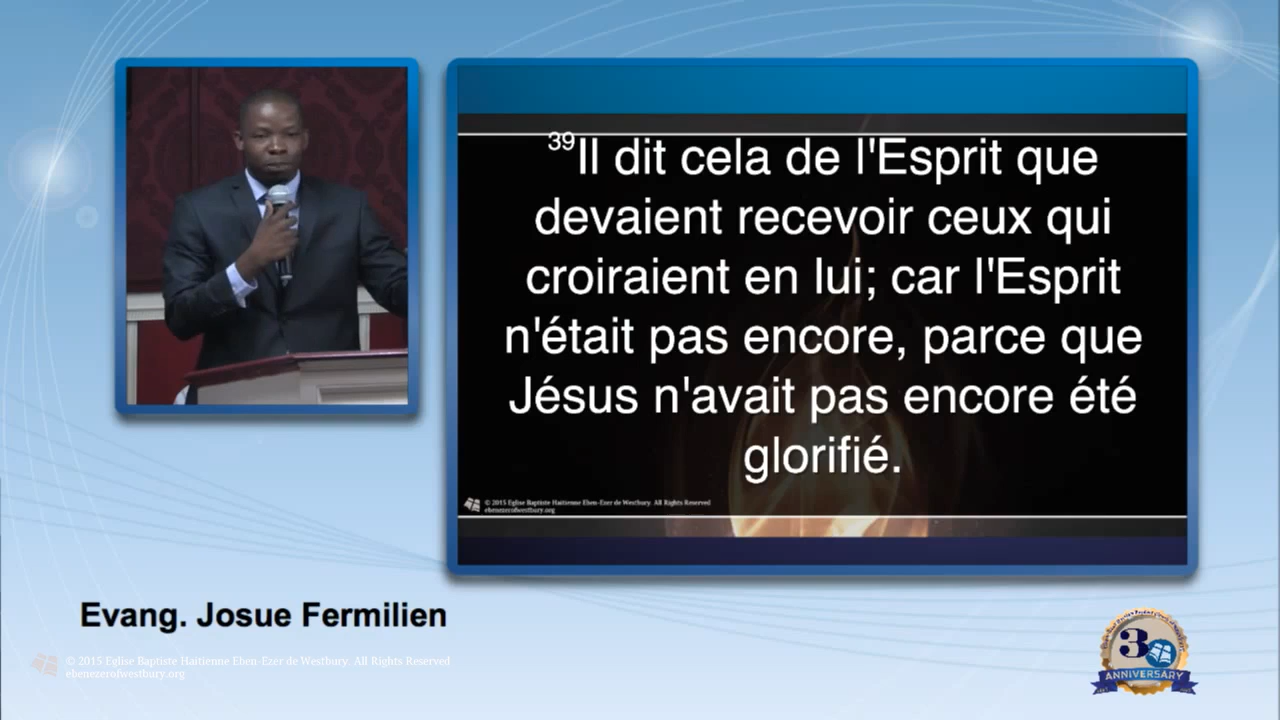 39Il dit cela de l'Esprit que
devaient recevoir ceux qui
croiraient en lui; car l'Esprit
n'était pas encore, parce que
Jésus n'avait pas encore été
glorifié.
© 2015 Eglise Baptiste Haitienne Eben-Ezer de Westbury. All Rights Reserved
ebenezerofwestbury.org
Evang. Josue Fermilien
© 2015 Eglise Baptiste Haitienne Eben-Ezer de Westbury. All Rights Reserved
ebenezerofwestbury.org
3
ANNIVERSARY